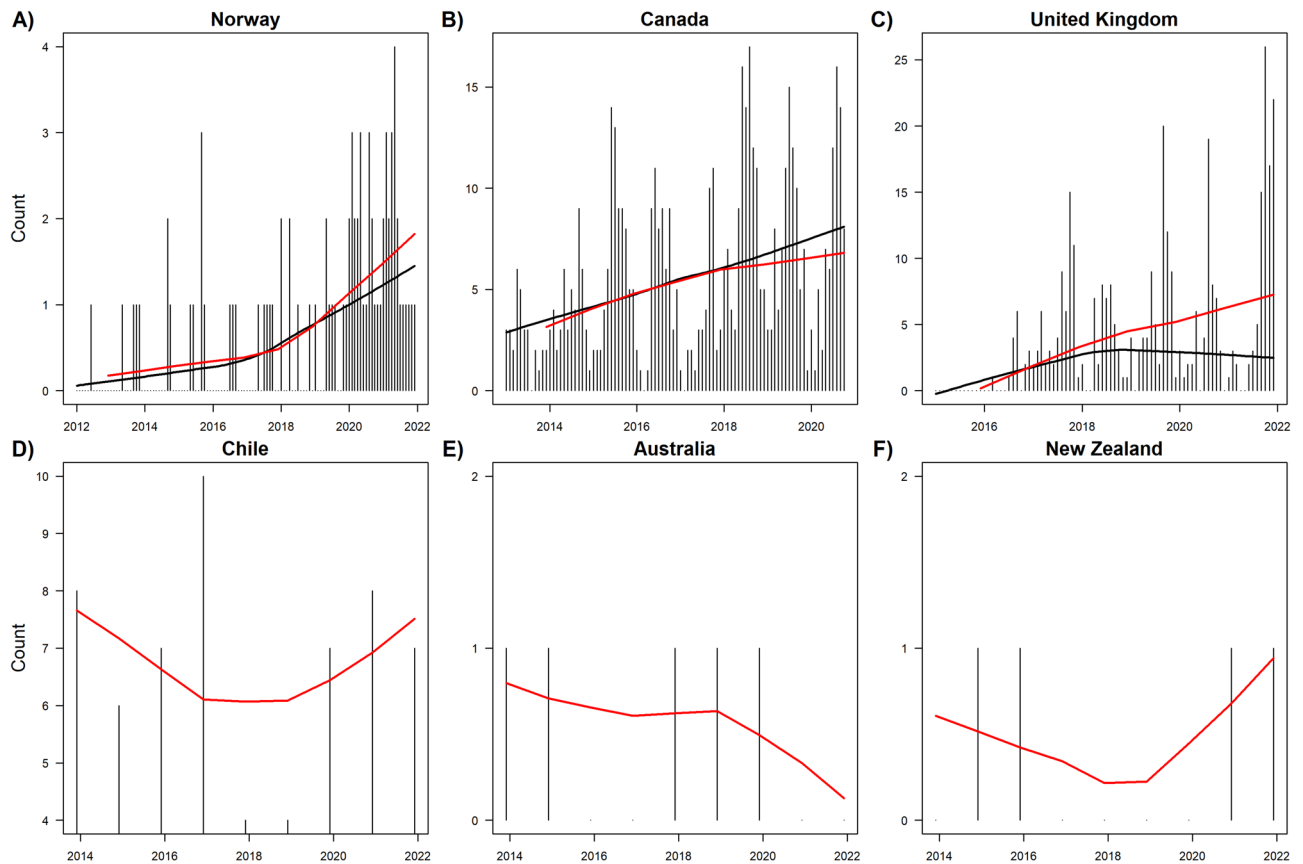 A) Norway
4
3
2
1
0
Count
2012 2014 2016 2018 2020 2022
B) Canada
15
10
5
0
2014 2016 2018 2020
C) United Kingdom
25
20
15
10
5
0
2016 2018 2020 2022
D) Chile
10
9
8
7
6
5
4
Count
2014 2016 2018 2020 2022
E) Australia
2
1
0
2014 2016 2018 2020 2022
F) New Zealand
2
1
0
2014 2016 2018 2020 2022